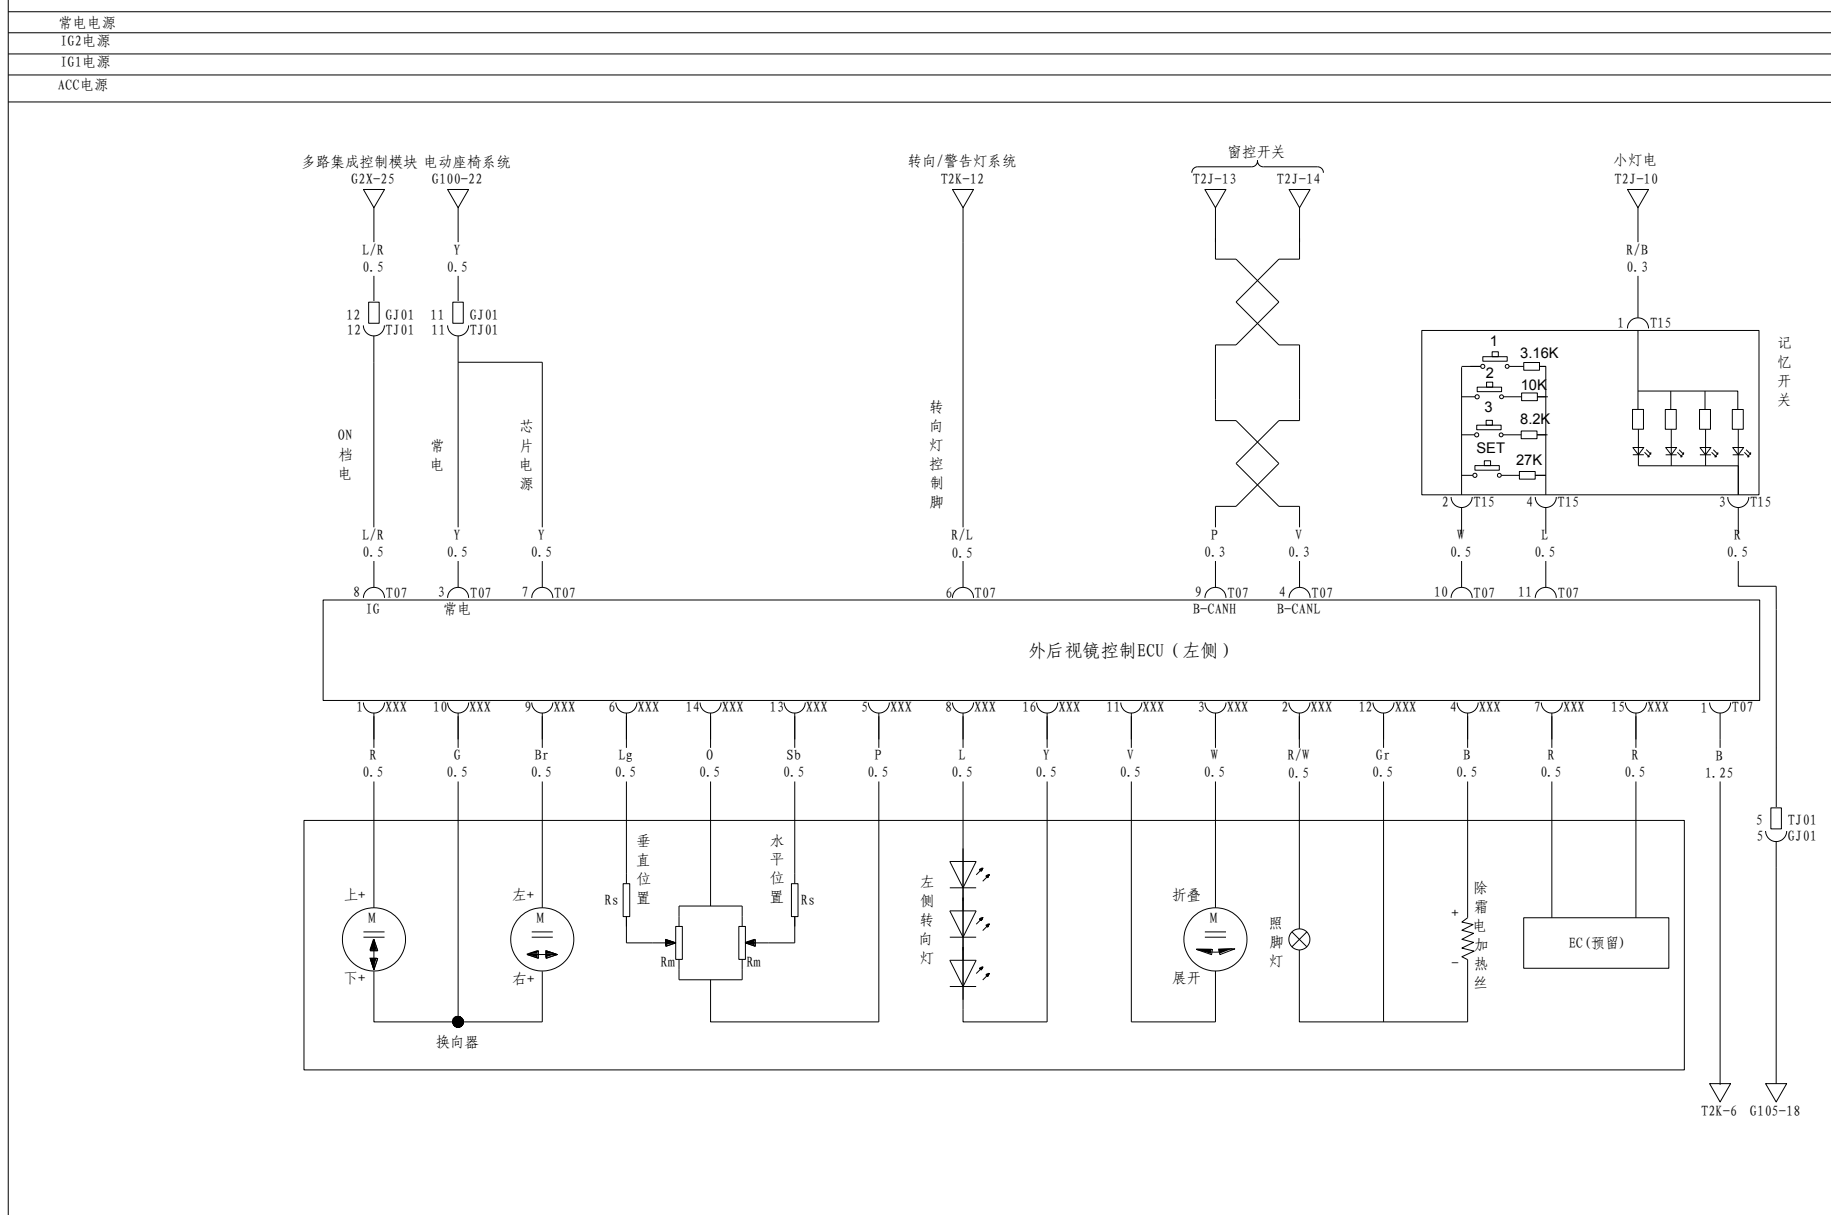 常电电源
IG2电源
IG1电源
ACC电源
多路集成控制模块 电动座椅系统 转向/警告灯系统 窗控开关 小灯电
G2X-25 G100-22 T2K-12 T2J-13 T2J-14 T2J-10
L/R Y R/B
0.5 0.5 0.3
12 GJ01 11 GJ01
12 TJ01 11 TJ01
1 T15
记忆开关
1 3.16K
2 10K
3 8.2K
SET 27K
ON档电
常电
芯片电源
转向灯控制脚
2 T15 4 T15 3 T15
L/R Y Y R/L P V W L R
0.5 0.5 0.5 0.5 0.3 0.3 0.5 0.5 0.5
8 T07 3 T07 7 T07 6 T07 9 T07 4 T07 10 T07 11 T07
IG 常电 B-CANH B-CANL
外后视镜控制ECU(左侧)
1 XXX 10 XXX 9 XXX 6 XXX 14 XXX 13 XXX 5 XXX 8 XXX 16 XXX 11 XXX 3 XXX 2 XXX 12 XXX 4 XXX 7 XXX 15 XXX 1 T07
R G Br Lg O Sb P L Y V W R/W Gr B R R B
0.5 0.5 0.5 0.5 0.5 0.5 0.5 0.5 0.5 0.5 0.5 0.5 0.5 0.5 0.5 0.5 1.25
5 TJ01
5 GJ01
垂直位置
水平位置
上+ 左+ Rs Rs 折叠
M M M
左侧转向灯
照脚灯
除霜电加热丝
+
-
EC(预留)
Rm Rm
下+ 右+ 展开
换向器
T2K-6 G105-18